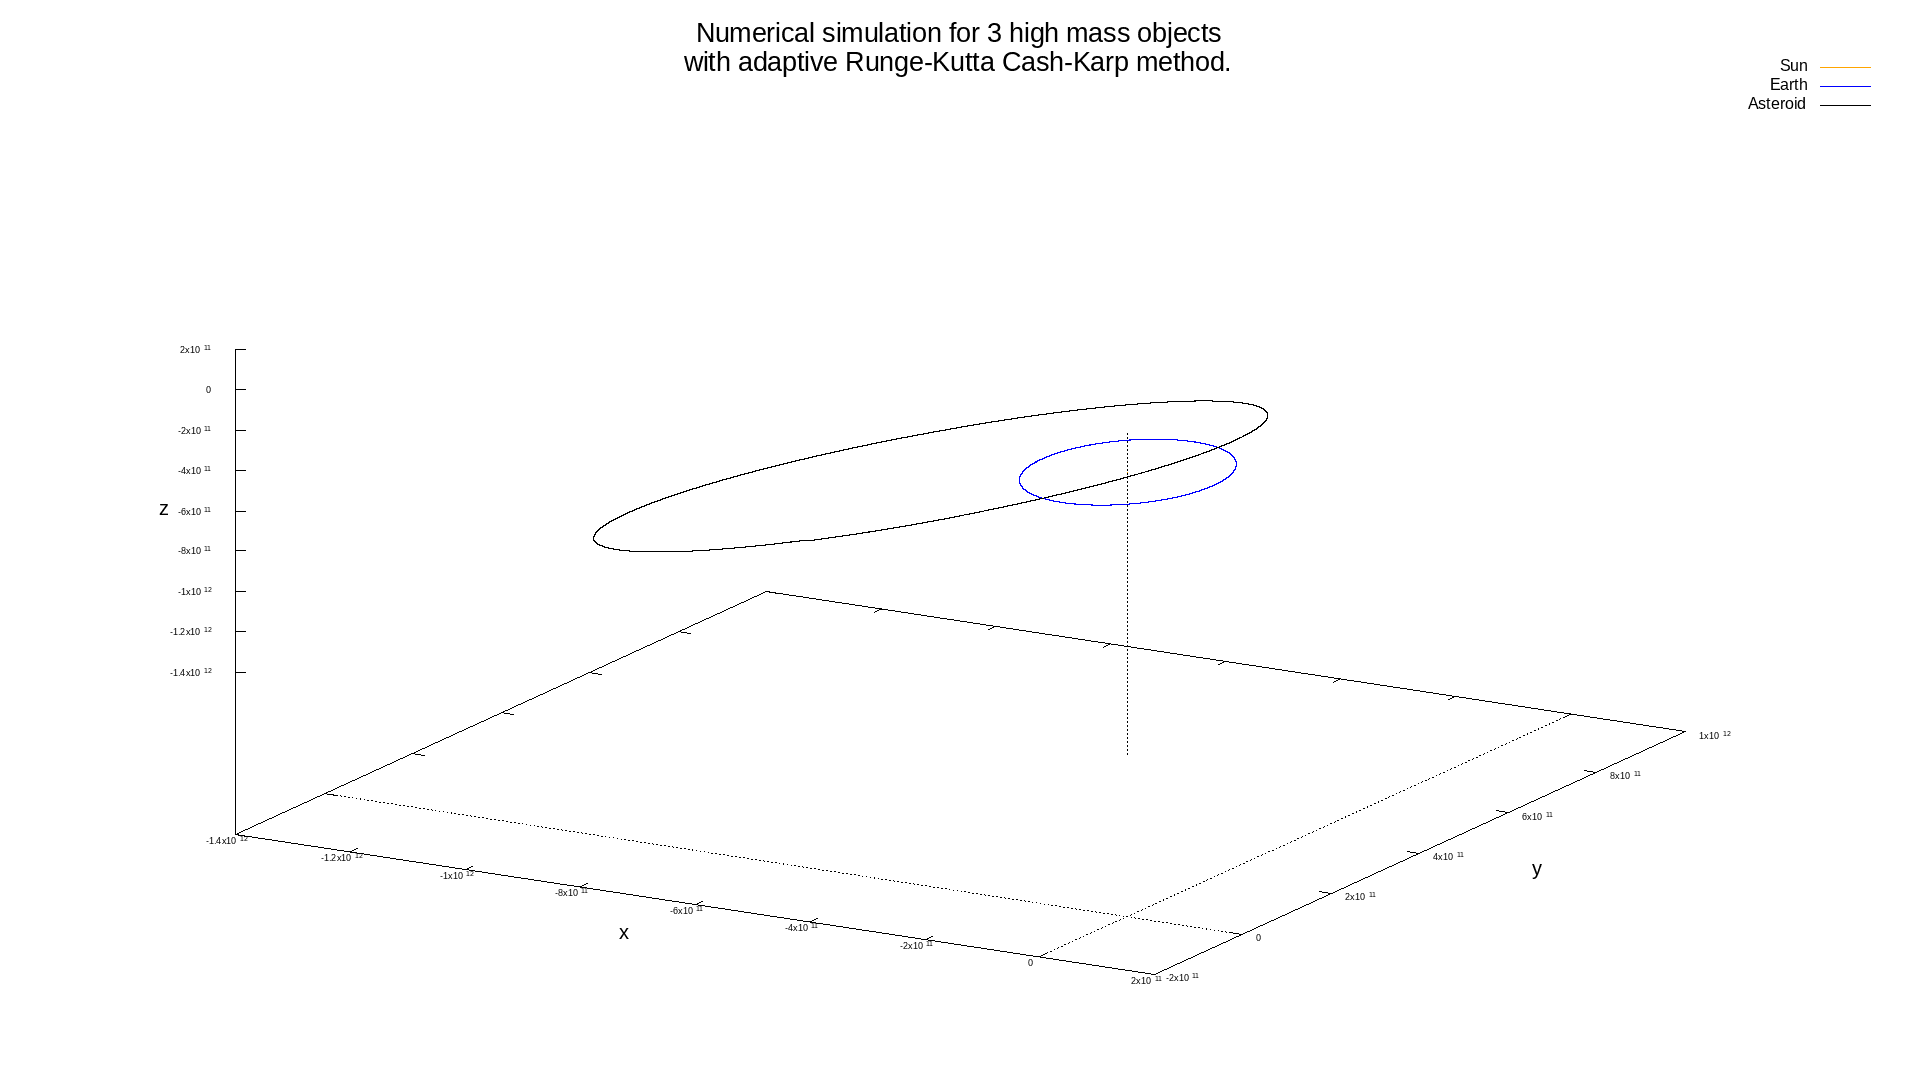 Numerical simulation for 3 high mass objects
with adaptive Runge-Kutta Cash-Karp method.
Sun
Earth
Asteroid
2x10 11
0
-2x10 11
-4x10 11
z
-6x10 11
-8x10 11
-1x10 12
-1.2x10 12
-1.4x10 12
-1.4x10 12
-1.2x10 12
-1x10 12
-8x10 11
-6x10 11
-4x10 11
-2x10 11
0
2x10 11
x
-2x10 11
0
2x10 11
4x10 11
6x10 11
8x10 11
1x10 12
y